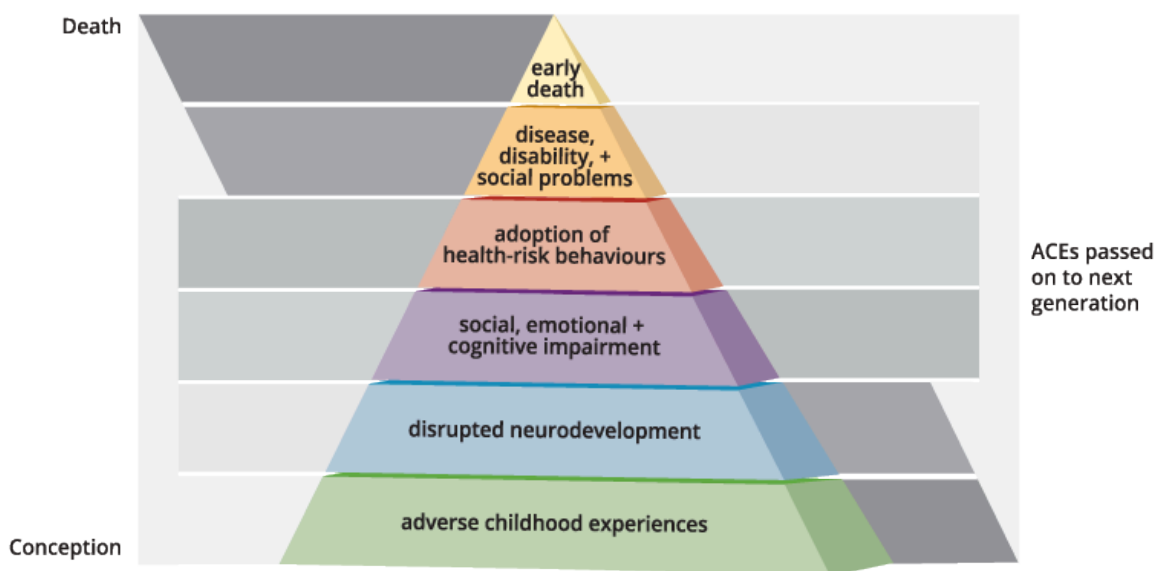 Death
early
death
disease,
disability, +
social problems
adoption of
health-risk behaviours
ACEs passed
on to next
generation
social, emotional +
cognitive impairment
disrupted neurodevelopment
adverse childhood experiences
Conception